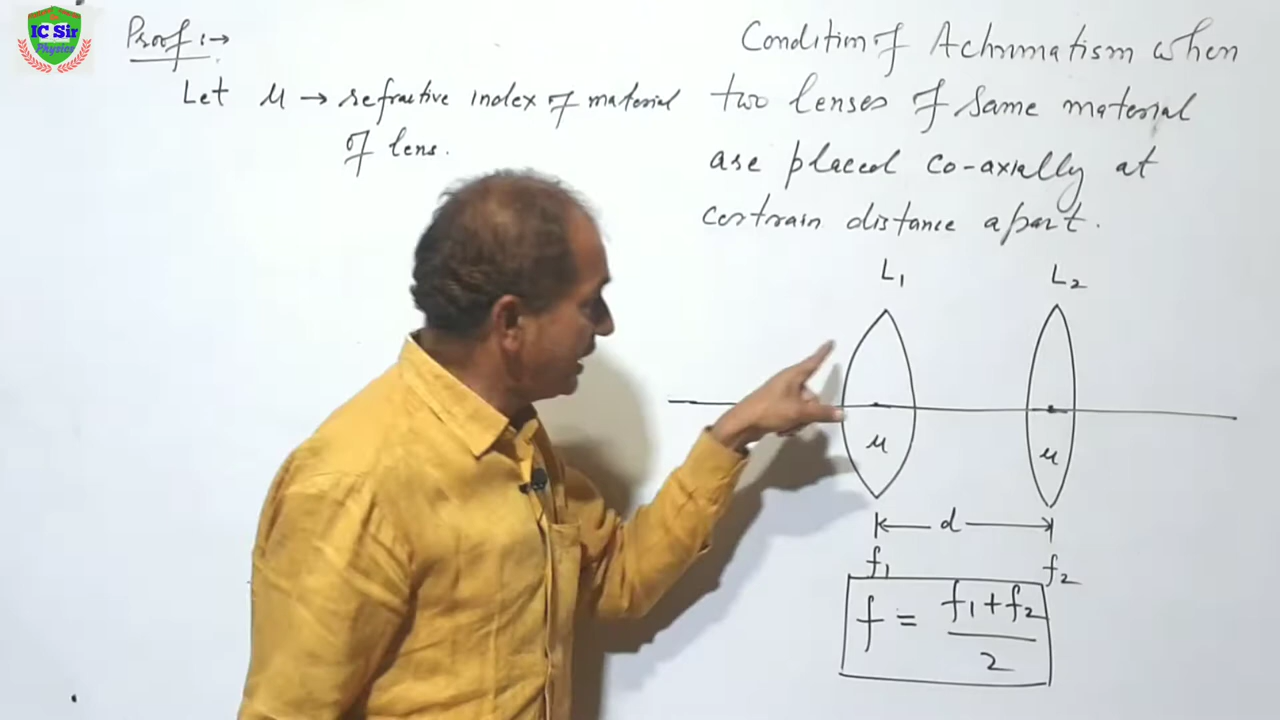 IC Sir
Physics
Proof :→
Let μ → refractive index of material
of lens.
Condition of Achromatism when
two lenses of same material
are placed co-axially at
certrain distance apart.
L₁ L₂
μ μ
d
f₁ f₂
f = (f₁ + f₂) / 2